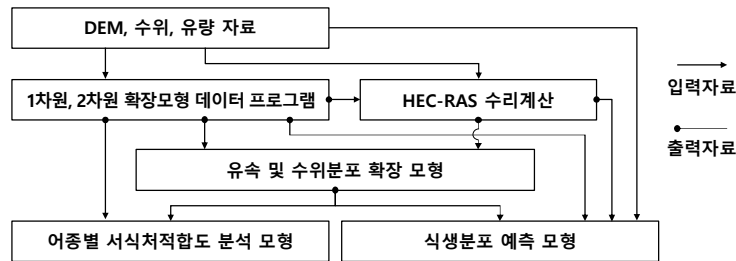 DEM, 수위, 유량 자료
1차원, 2차원 확장모형 데이터 프로그램
HEC-RAS 수리계산
입력자료
출력자료
유속 및 수위분포 확장 모형
어종별 서식처적합도 분석 모형
식생분포 예측 모형